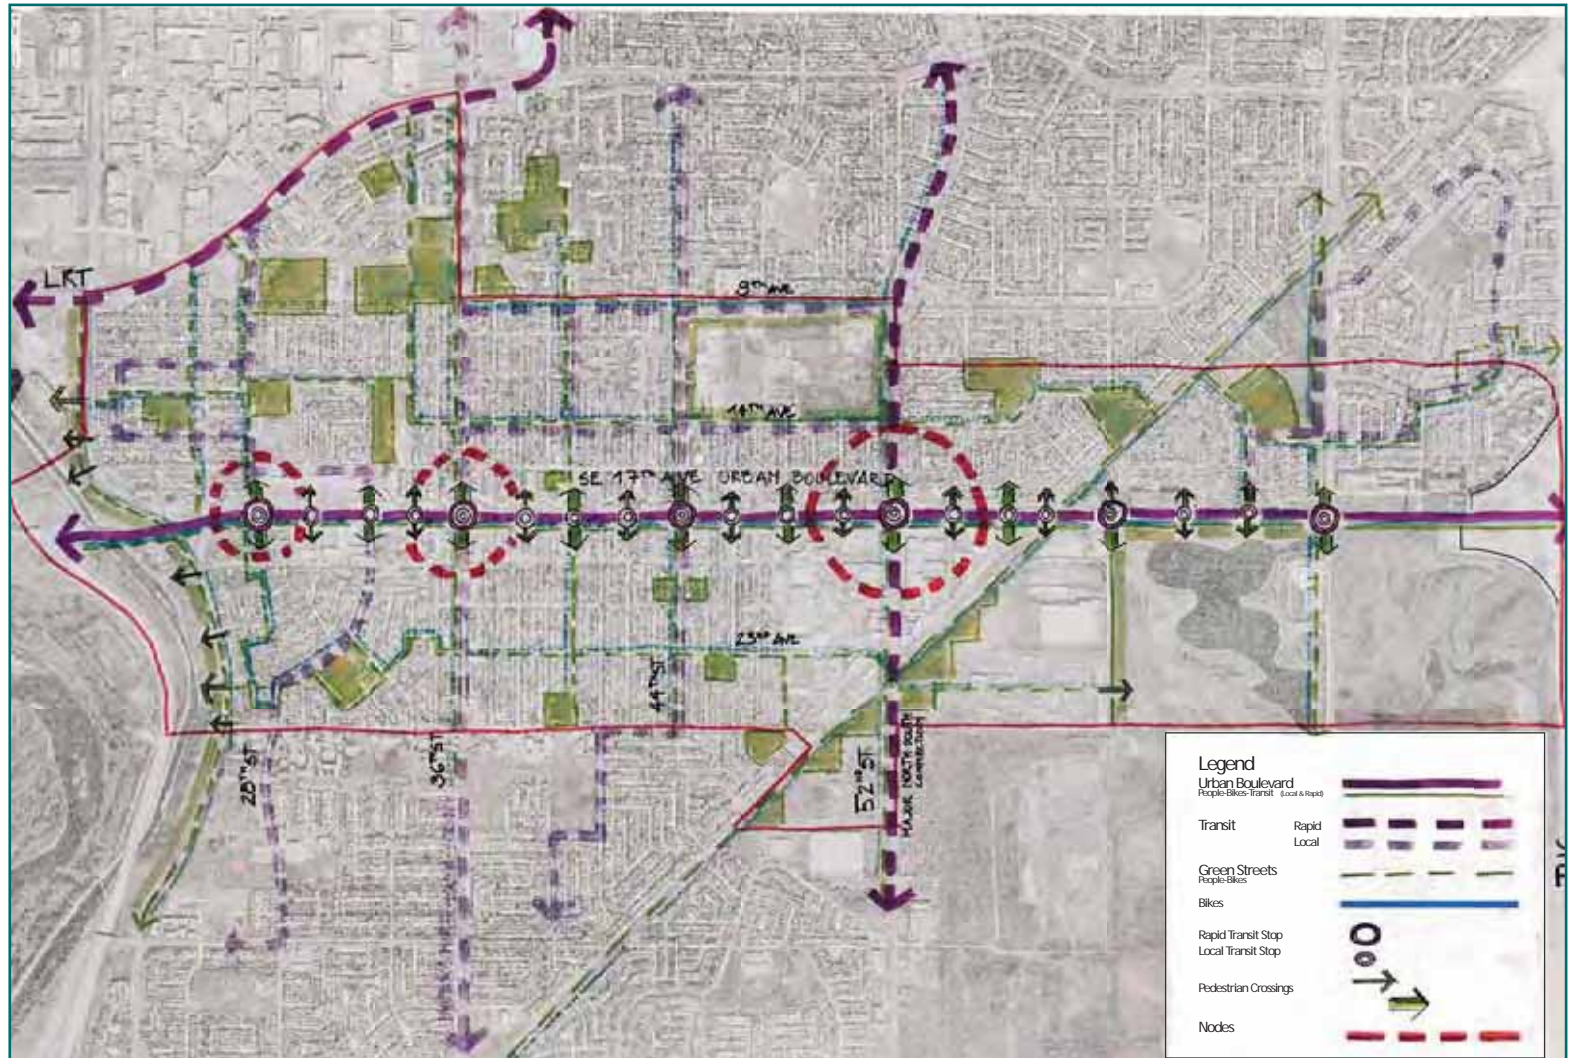 LRT
9TH AVE
14TH AVE
SE 17TH AVE URBAN BOULEVARD
23RD AVE
44TH ST
28TH ST
36TH ST
52ND ST
MAJOR NORTH SOUTH
CONNECTION
Legend
Urban Boulevard
People-Bikes-Transit (Local & Rapid)
Transit Rapid
Local
Green Streets
People-Bikes
Bikes
Rapid Transit Stop
Local Transit Stop
Pedestrian Crossings
Nodes